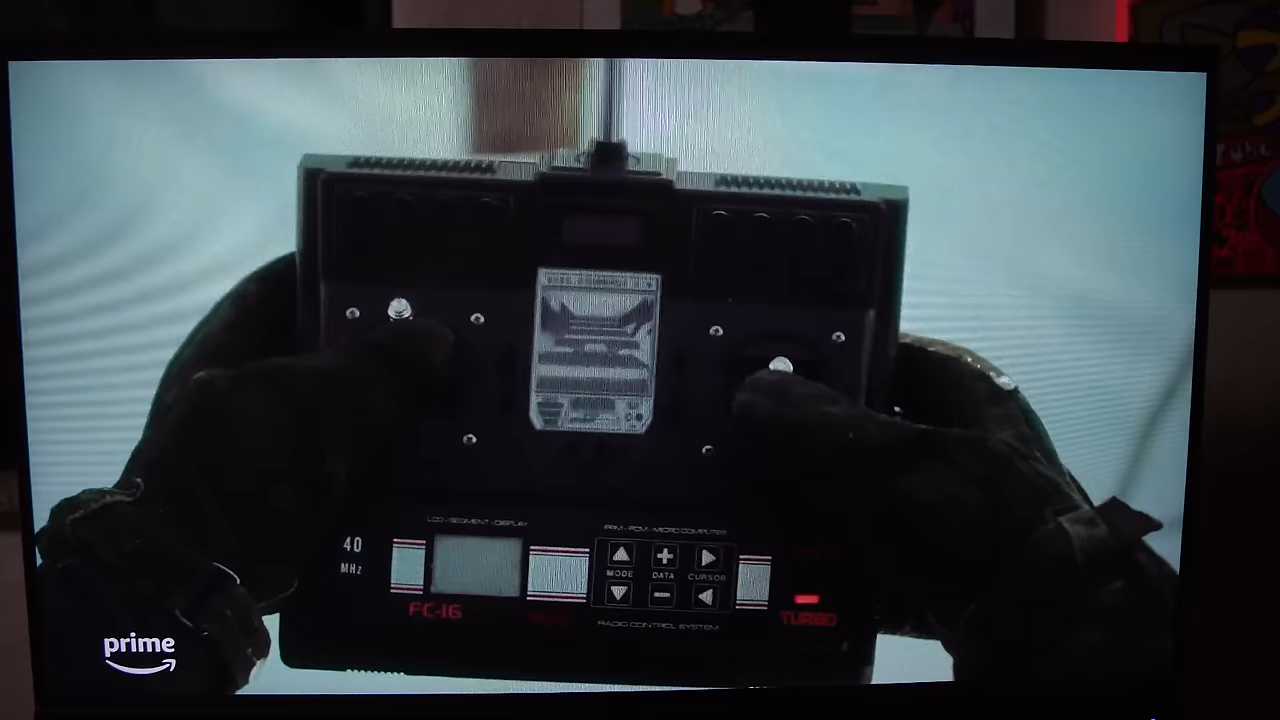 Pube
LCD-SEGMENT-DISPLAY
PPM-PCM-MICRO COMPUTER
40
MHz
MODE
DATA
CURSOR
FC-16
TURBO
RADIO CONTROL SYSTEM
prime